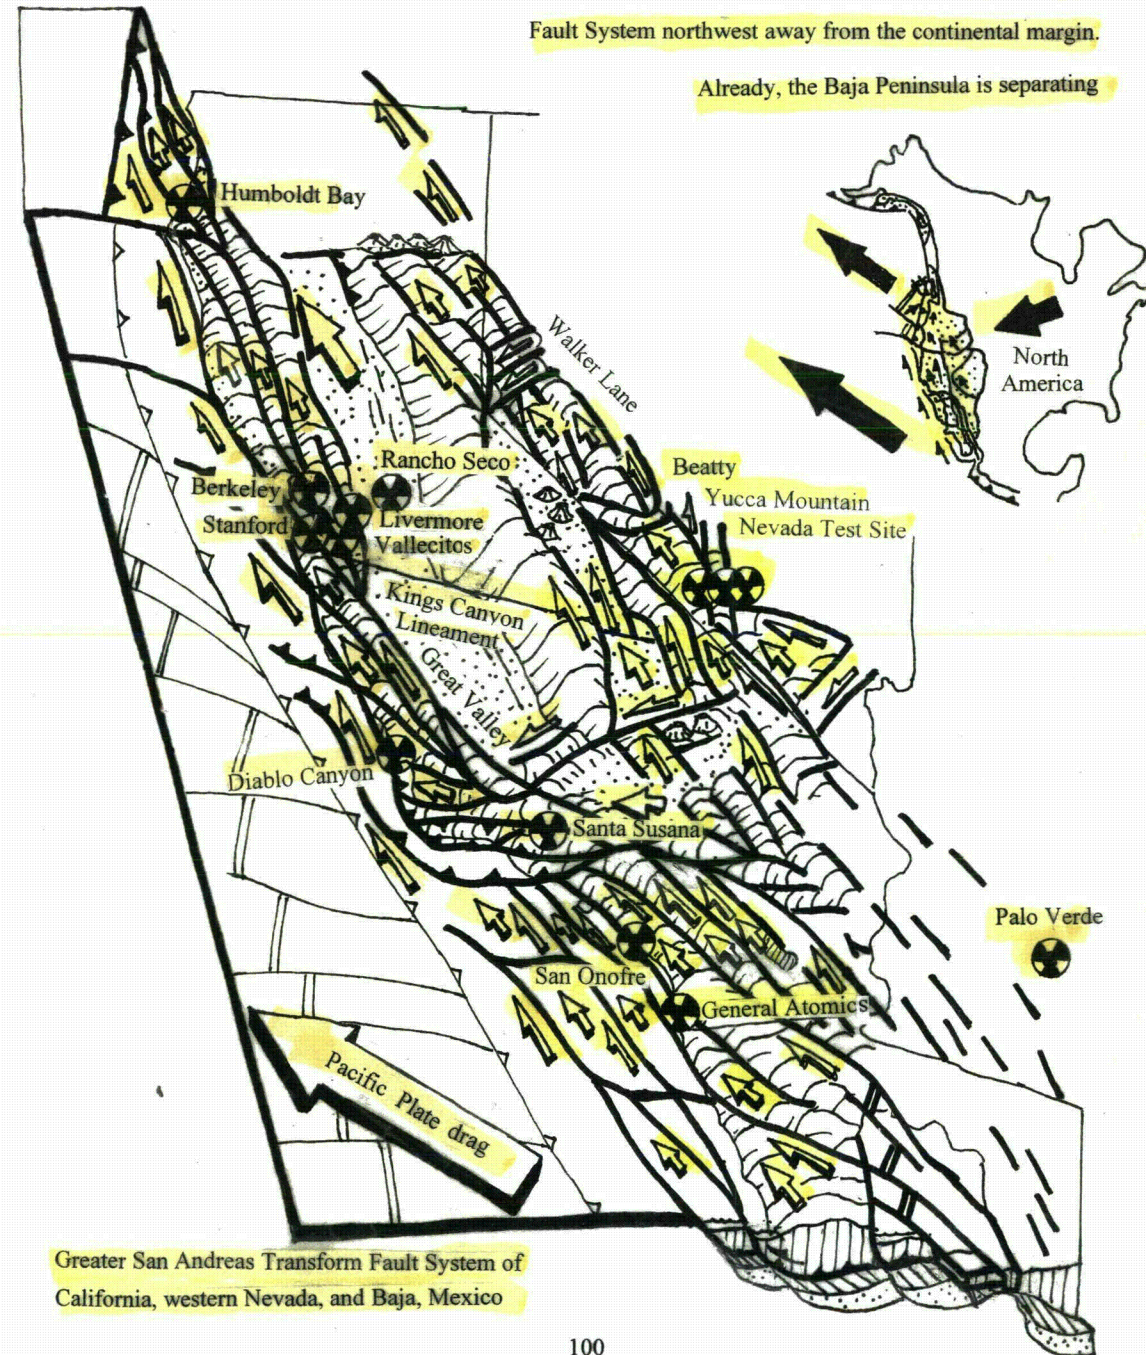 Fault System northwest away from the continental margin.
Already, the Baja Peninsula is separating
Humboldt Bay
Walker Lane
North
America
Rancho Seco
Beatty
Berkeley
Yucca Mountain
Stanford
Livermore
Nevada Test Site
Vallecitos
Kings Canyon
Lineament
Great Valley
Diablo Canyon
Santa Susana
Palo Verde
San Onofre
General Atomics
Pacific Plate drag
Greater San Andreas Transform Fault System of
California, western Nevada, and Baja, Mexico
100